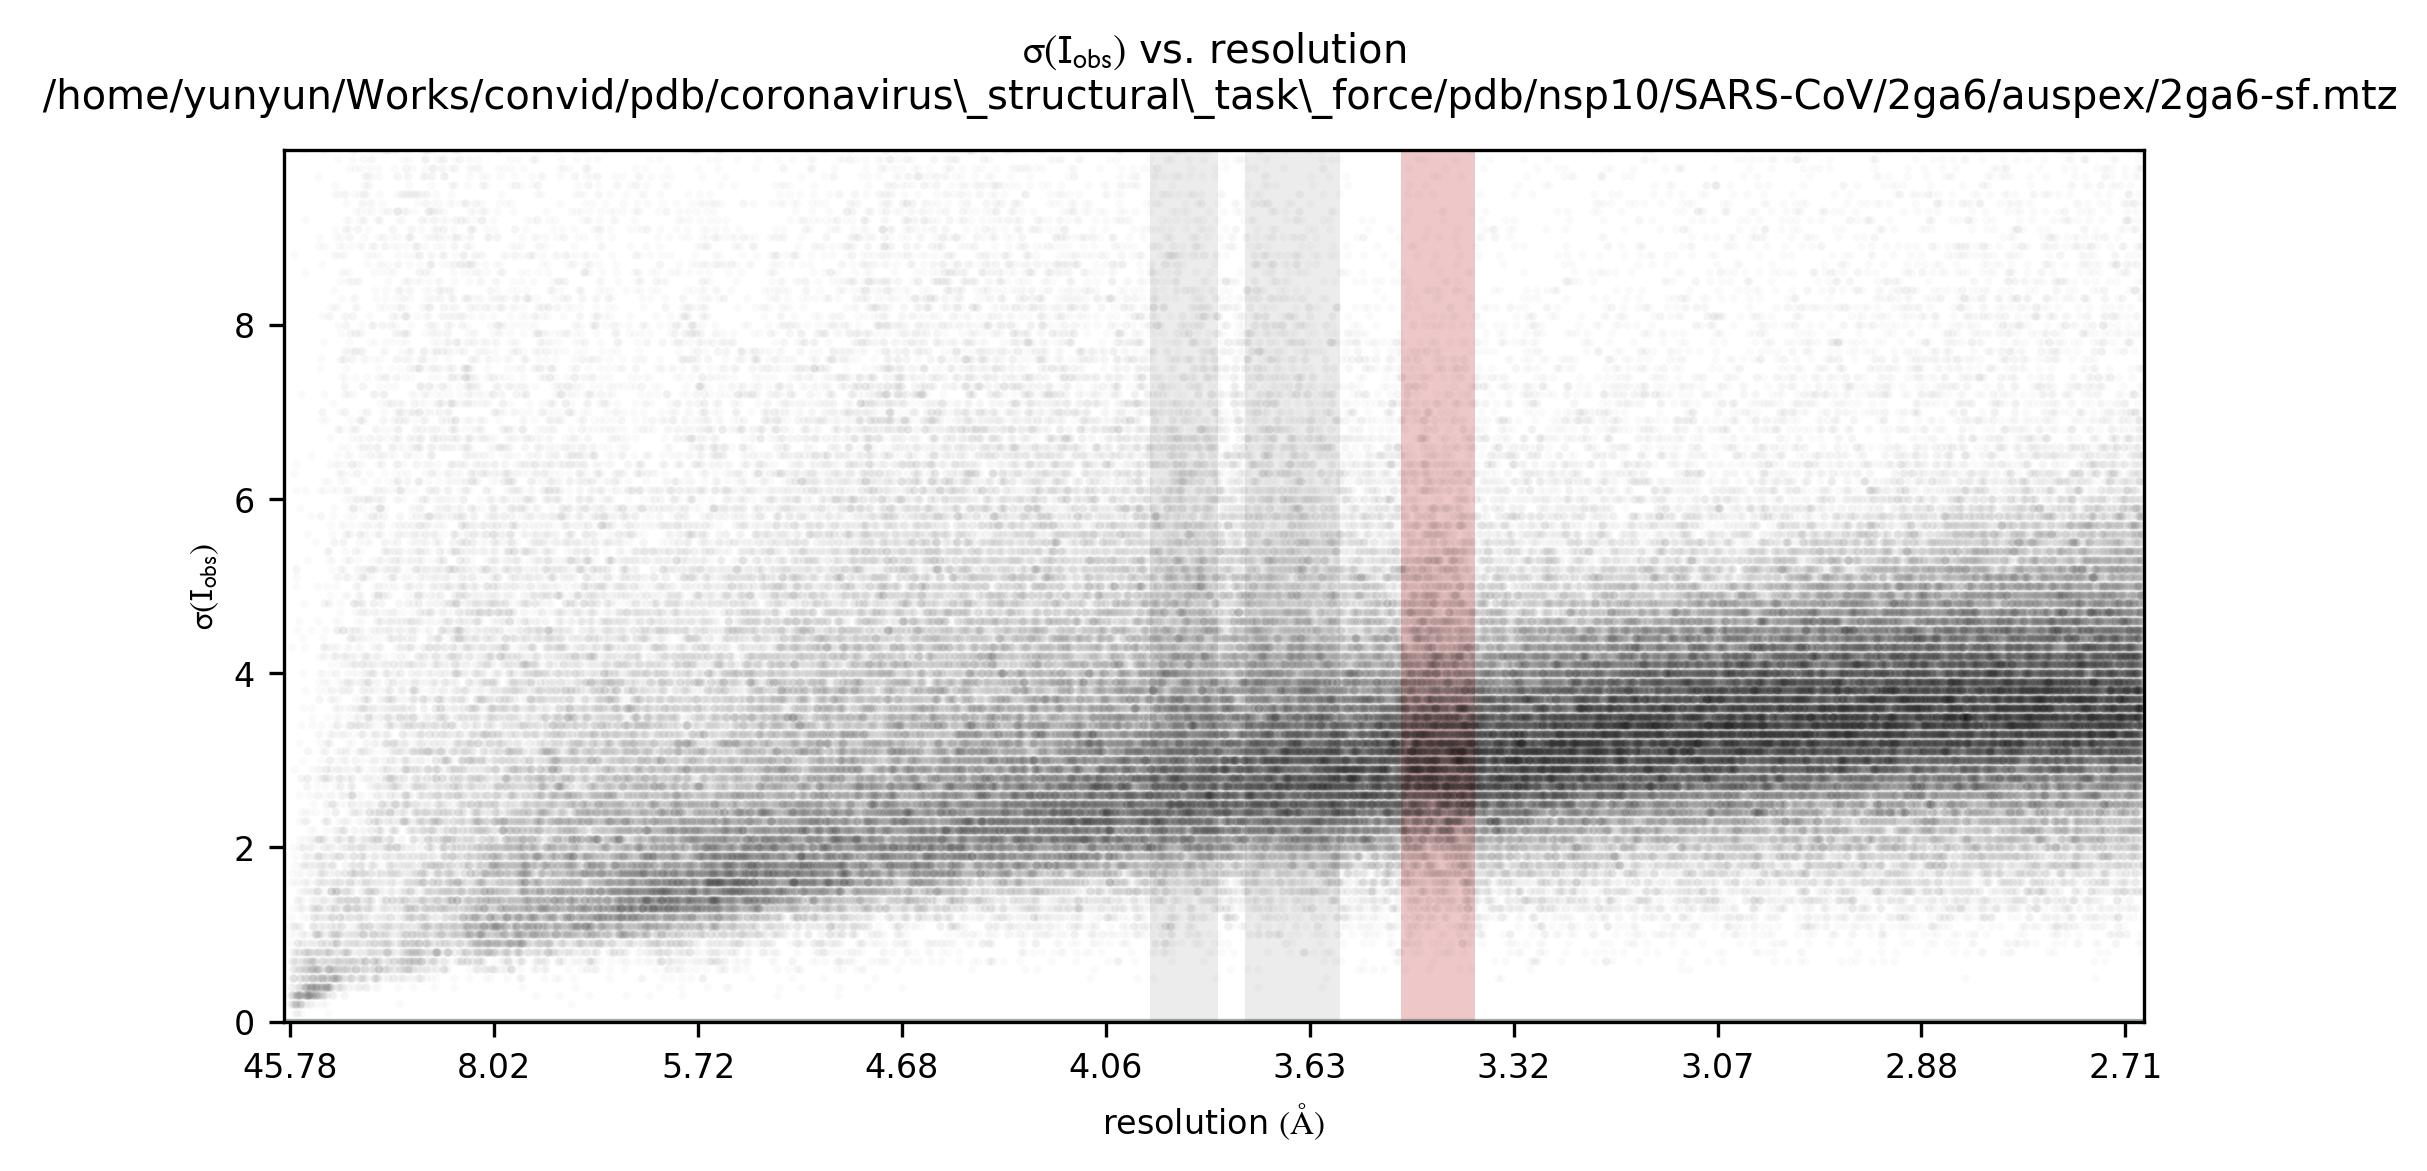 σ(I_obs) vs. resolution
/home/yunyun/Works/convid/pdb/coronavirus\_structural\_task\_force/pdb/nsp10/SARS-CoV/2ga6/auspex/2ga6-sf.mtz
σ(I_obs)
8
6
4
2
0
45.78 8.02 5.72 4.68 4.06 3.63 3.32 3.07 2.88 2.71
resolution (Å)